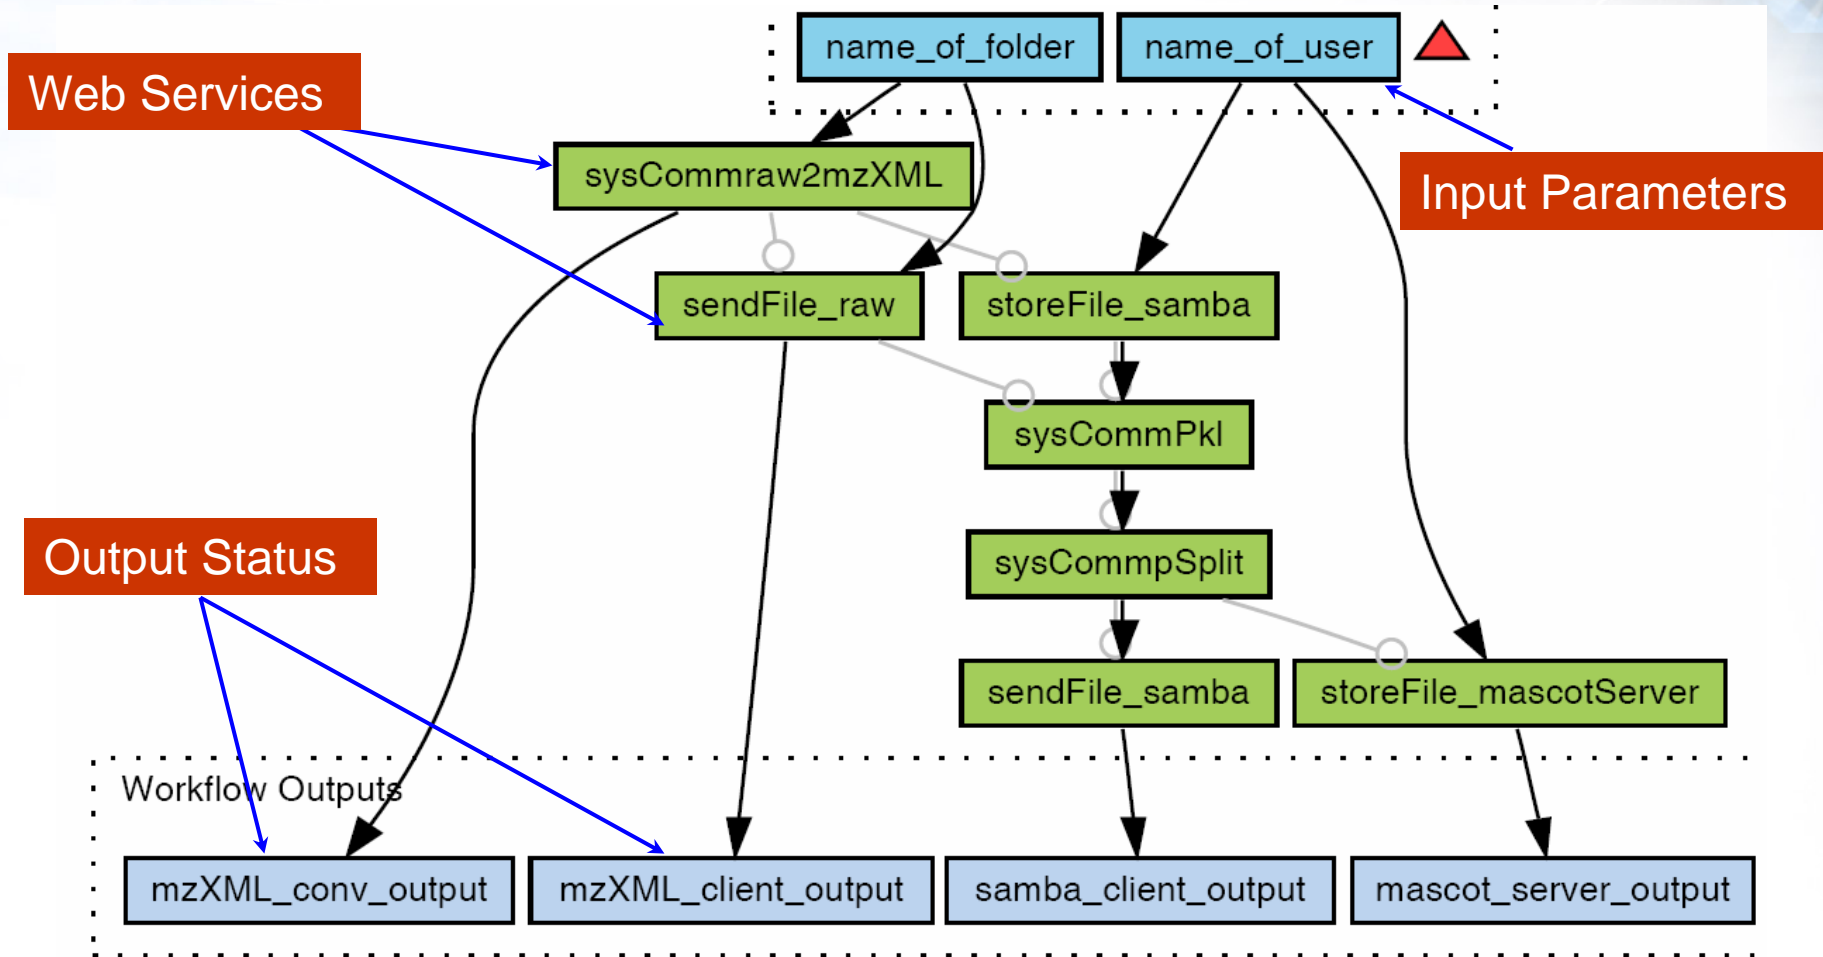 name_of_folder
name_of_user
Web Services
sysCommraw2mzXML
Input Parameters
sendFile_raw
storeFile_samba
sysCommPkl
Output Status
sysCommpSplit
sendFile_samba
storeFile_mascotServer
Workflow Outputs
mzXML_conv_output
mzXML_client_output
samba_client_output
mascot_server_output